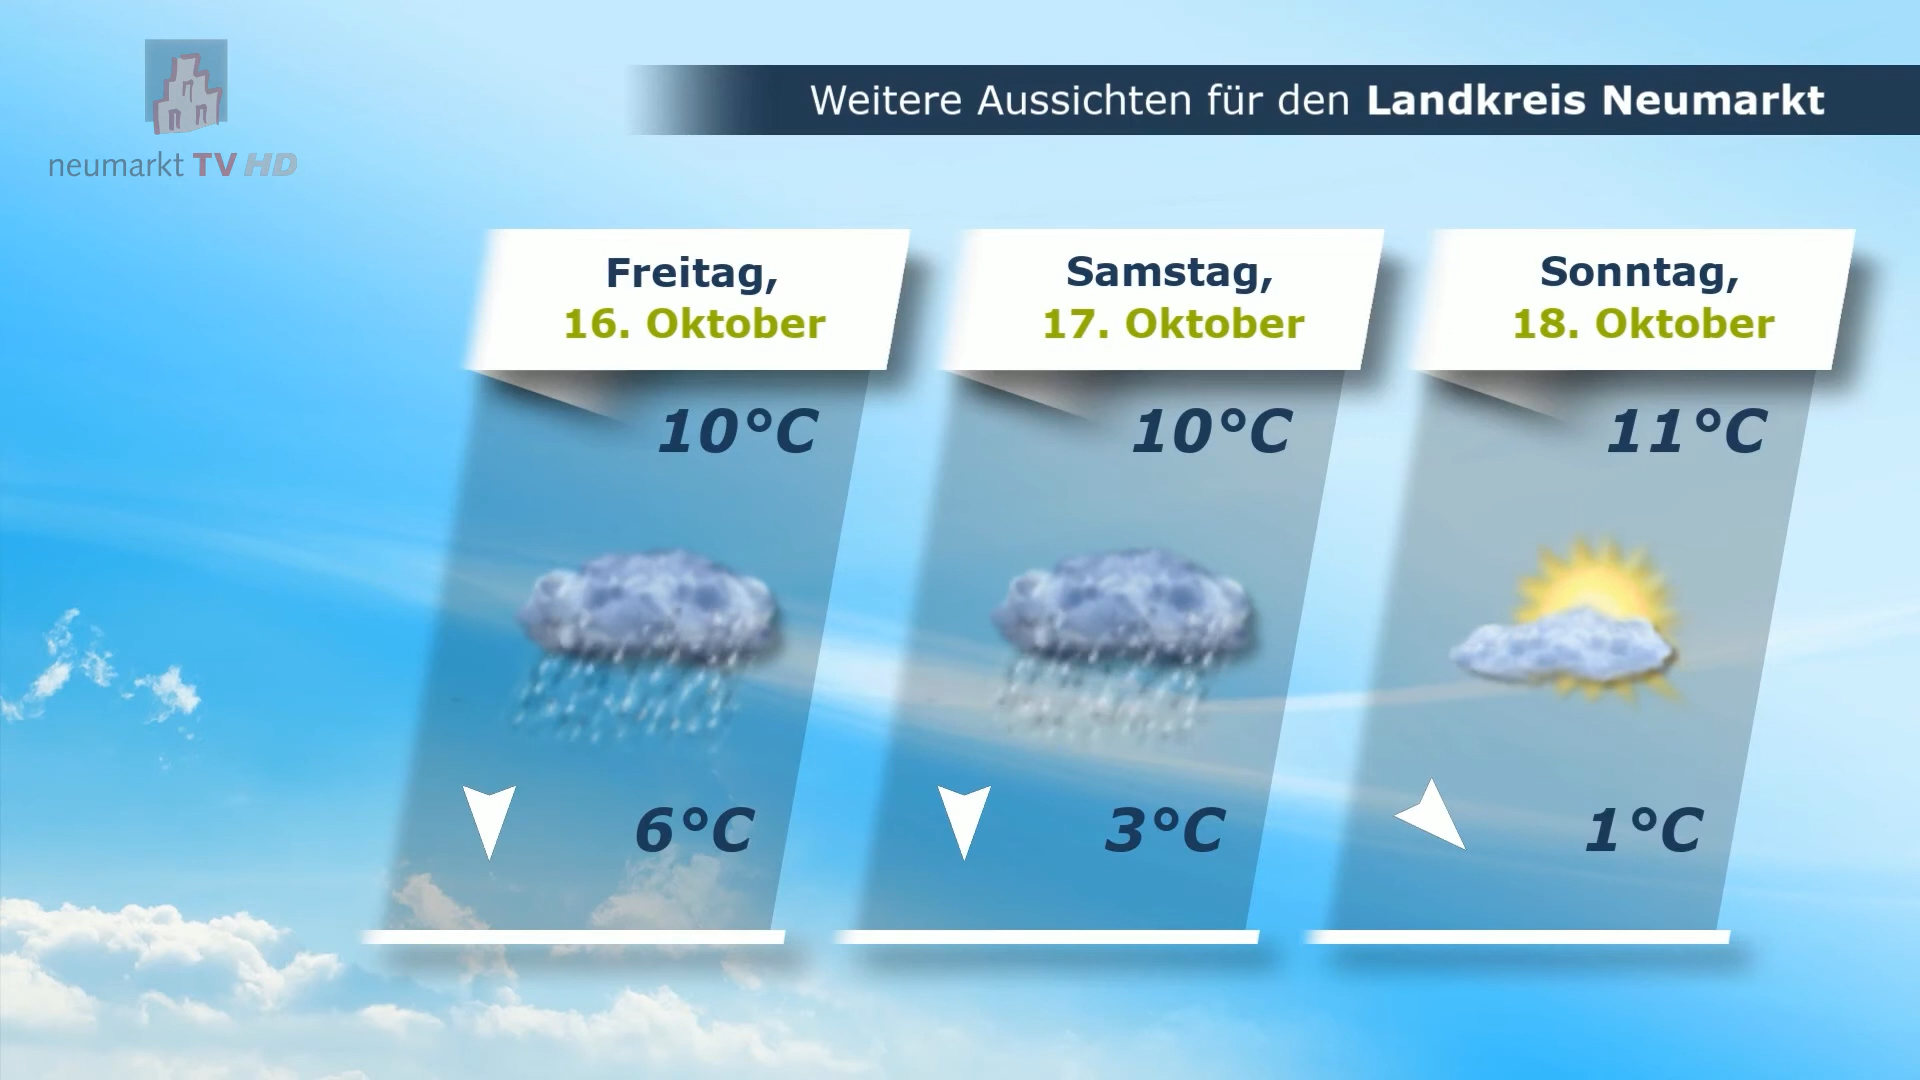 neumarkt TV HD
Weitere Aussichten für den Landkreis Neumarkt
Freitag,
16. Oktober
10°C
6°C
Samstag,
17. Oktober
10°C
3°C
Sonntag,
18. Oktober
11°C
1°C